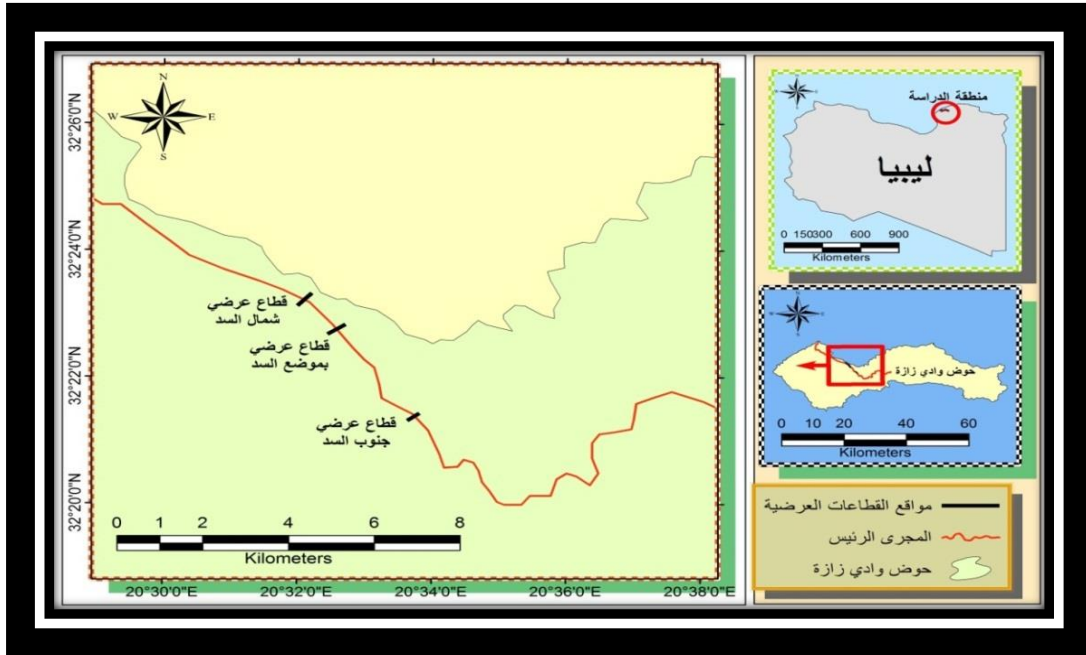 N
W E
S
32°26'0"N
32°24'0"N
32°22'0"N
32°20'0"N
قطاع عرضي
شمال السد
قطاع عرضي
بموضع السد
قطاع عرضي
جنوب السد
0 1 2 4 6 8
Kilometers
20°30'0"E 20°32'0"E 20°34'0"E 20°36'0"E 20°38'0"E
منطقة الدراسة
ليبيا
0 150300 600 900
Kilometers
حوض وادي زازة
0 10 20 40 60
Kilometers
مواقع القطاعات العرضية
المجرى الرئيس
حوض وادي زازة